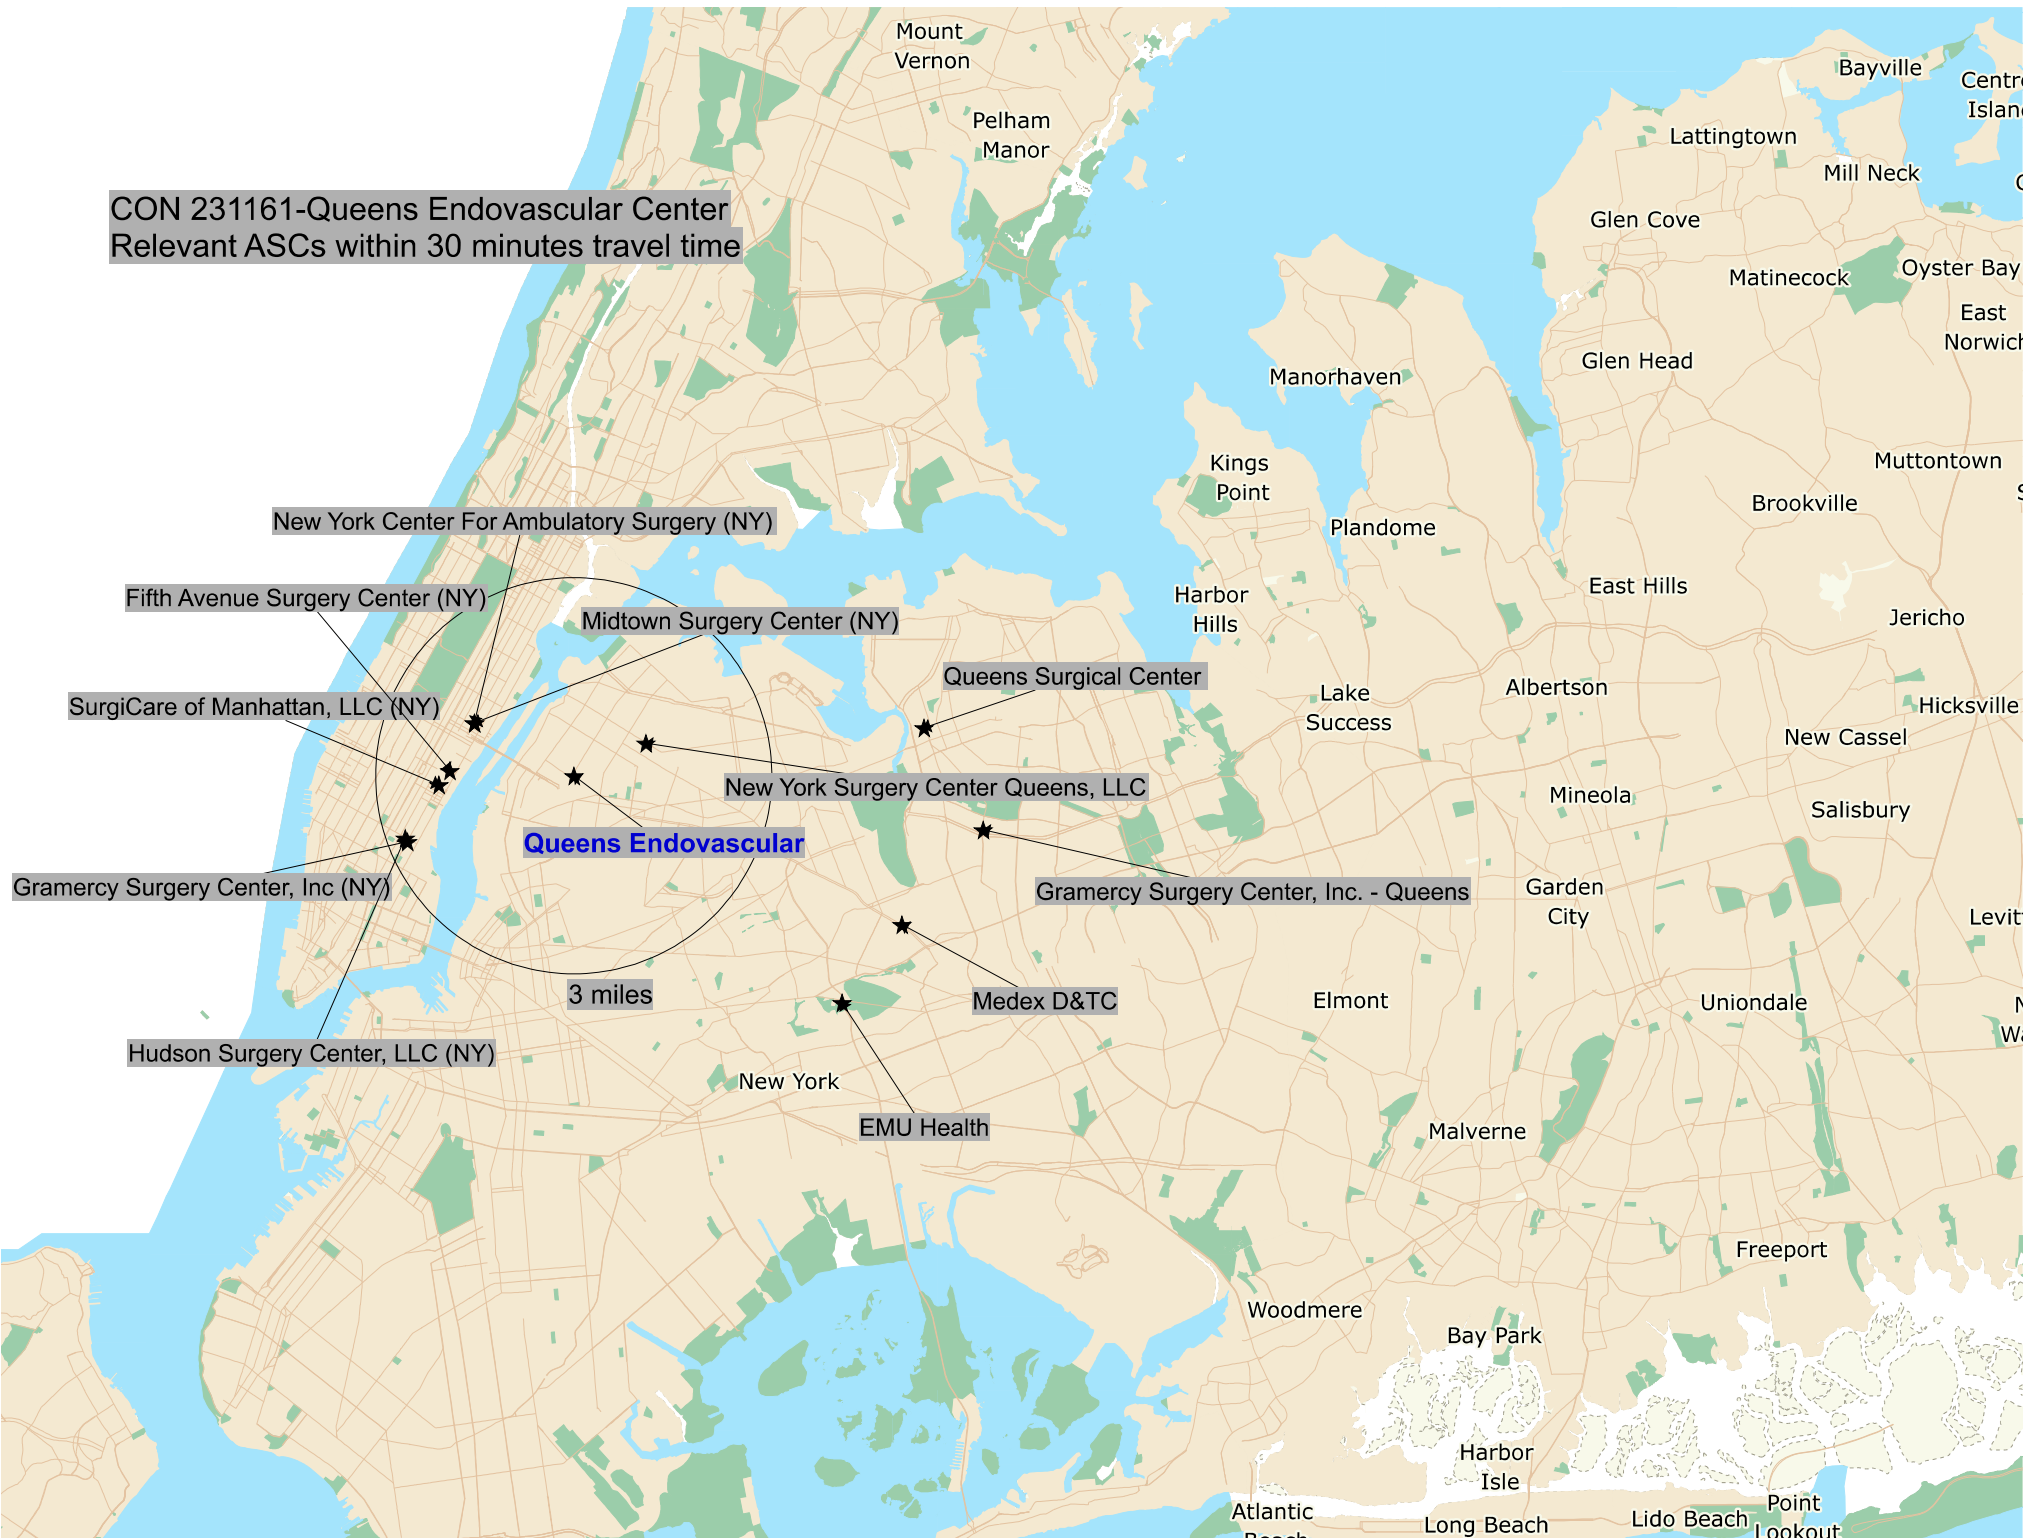 Mount
Vernon
Bayville
Centre
Island
Pelham
Manor
Lattingtown
Mill Neck
CON 231161-Queens Endovascular Center
Relevant ASCs within 30 minutes travel time
Glen Cove
Matinecock
Oyster Bay
East
Norwich
Glen Head
Manorhaven
Kings
Point
Muttontown
Brookville
New York Center For Ambulatory Surgery (NY)
Plandome
Fifth Avenue Surgery Center (NY)
Harbor
Hills
East Hills
Midtown Surgery Center (NY)
Jericho
Queens Surgical Center
SurgiCare of Manhattan, LLC (NY)
Lake
Success
Albertson
Hicksville
New Cassel
New York Surgery Center Queens, LLC
Mineola
Salisbury
Queens Endovascular
Gramercy Surgery Center, Inc (NY)
Gramercy Surgery Center, Inc. - Queens
Garden
City
Levitt
3 miles
Medex D&TC
Elmont
Uniondale
Wa
Hudson Surgery Center, LLC (NY)
New York
EMU Health
Malverne
Freeport
Woodmere
Bay Park
Harbor
Isle
Atlantic
Beach
Long Beach
Lido Beach
Point
Lookout